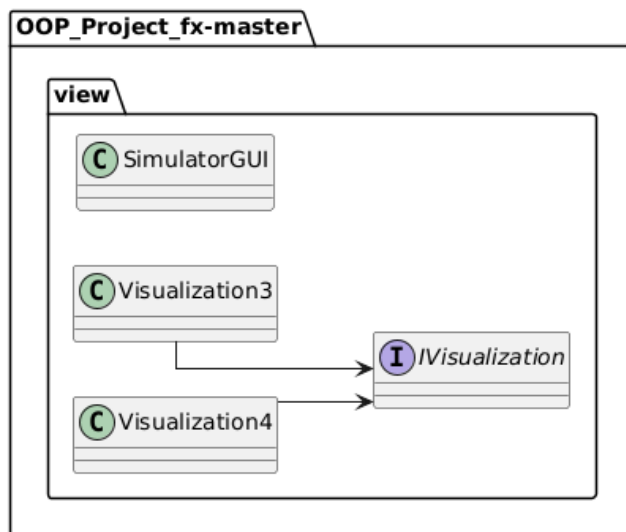 OOP_Project_fx-master
view
C SimulatorGUI
C Visualization3
I IVisualization
C Visualization4